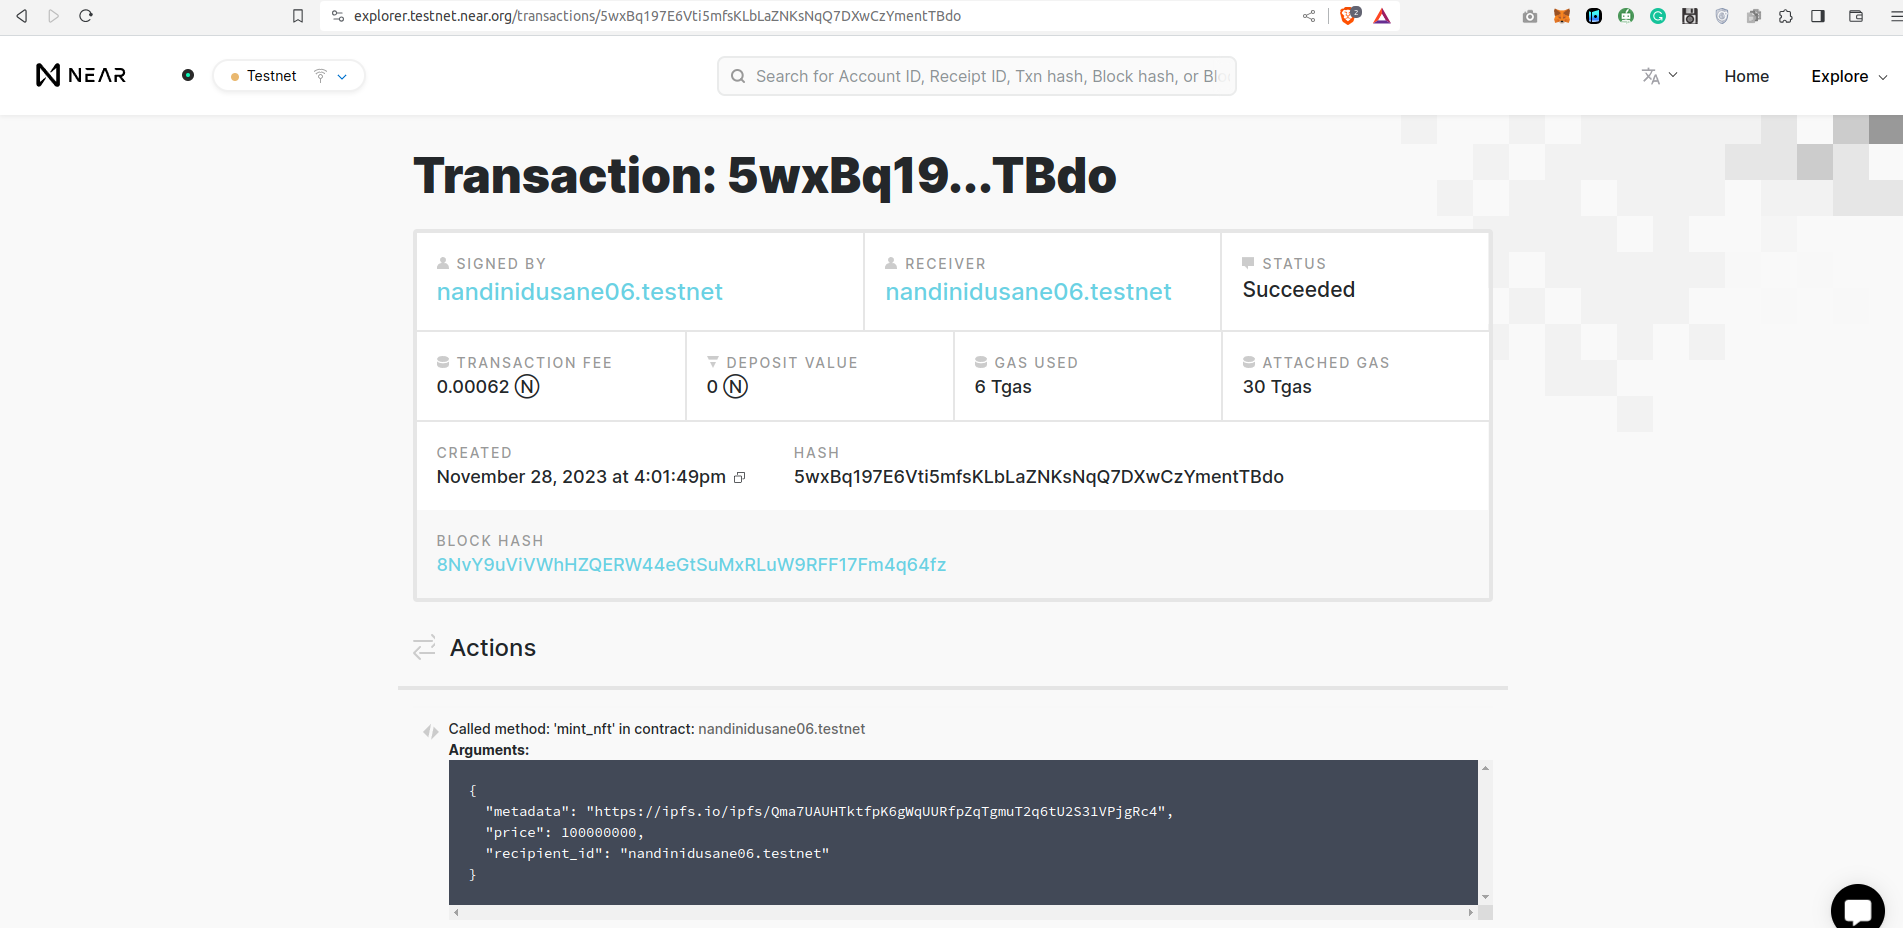 explorer.testnet.near.org/transactions/5wxBq197E6Vti5mfsKLbLaZNKsNqQ7DXwCzYmentTBdo
2
NEAR
Testnet
Search for Account ID, Receipt ID, Txn hash, Block hash, or Blo
Home
Explore
Transaction: 5wxBq19...TBdo
SIGNED BY
nandinidusane06.testnet
RECEIVER
nandinidusane06.testnet
STATUS
Succeeded
TRANSACTION FEE
0.00062 N
DEPOSIT VALUE
0 N
GAS USED
6 Tgas
ATTACHED GAS
30 Tgas
CREATED
November 28, 2023 at 4:01:49pm
HASH
5wxBq197E6Vti5mfsKLbLaZNKsNqQ7DXwCzYmentTBdo
BLOCK HASH
8NvY9uViVWhHZQERW44eGtSuMxRLuW9RFF17Fm4q64fz
Actions
Called method: 'mint_nft' in contract: nandinidusane06.testnet
Arguments:
{
"metadata": "https://ipfs.io/ipfs/Qma7UAUHTktfpK6gWqUURfpZqTgmuT2q6tU2S31VPjgRc4",
"price": 100000000,
"recipient_id": "nandinidusane06.testnet"
}